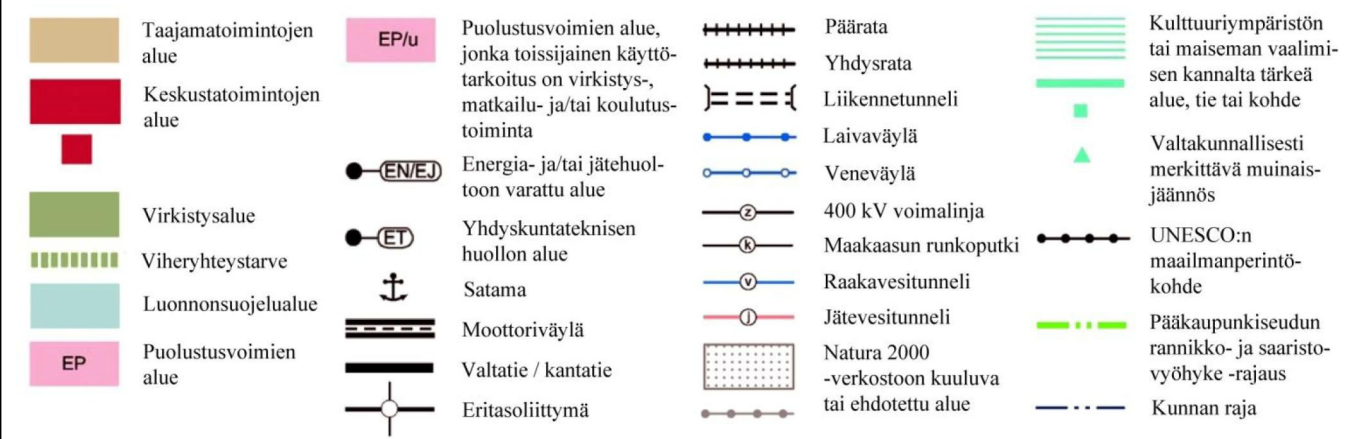 Taajamatoimintojen
alue
Keskustatoimintojen
alue
Virkistysalue
Viheryhteystarve
Luonnonsuojelualue
EP
Puolustusvoimien
alue
EP/u
Puolustusvoimien alue,
jonka toissijainen käyttö-
tarkoitus on virkistys-,
matkailu- ja/tai koulutus-
toiminta
EN/EJ
Energia- ja/tai jätehuol-
toon varattu alue
ET
Yhdyskuntateknisen
huollon alue
Satama
Moottoriväylä
Valtatie / kantatie
Eritasoliittymä
Päärata
Yhdysrata
Liikennetunneli
Laivaväylä
Veneväylä
z
400 kV voimalinja
k
Maakaasun runkoputki
v
Raakavesitunneli
j
Jätevesitunneli
Natura 2000
-verkostoon kuuluva
tai ehdotettu alue
Kulttuuriympäristön
tai maiseman vaalimi-
sen kannalta tärkeä
alue, tie tai kohde
Valtakunnallisesti
merkittävä muinais-
jäännös
UNESCO:n
maailmanperintö-
kohde
Pääkaupunkiseudun
rannikko- ja saaristo-
vyöhyke -rajaus
Kunnan raja